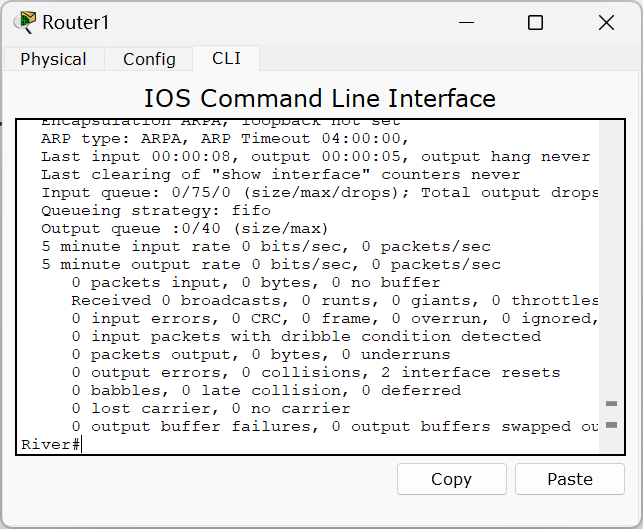 Router1
Physical Config CLI
IOS Command Line Interface
Encapsulation ARPA, loopback not set
ARP type: ARPA, ARP Timeout 04:00:00,
Last input 00:00:08, output 00:00:05, output hang never
Last clearing of "show interface" counters never
Input queue: 0/75/0 (size/max/drops); Total output drops
Queueing strategy: fifo
Output queue :0/40 (size/max)
5 minute input rate 0 bits/sec, 0 packets/sec
5 minute output rate 0 bits/sec, 0 packets/sec
0 packets input, 0 bytes, 0 no buffer
Received 0 broadcasts, 0 runts, 0 giants, 0 throttles
0 input errors, 0 CRC, 0 frame, 0 overrun, 0 ignored,
0 input packets with dribble condition detected
0 packets output, 0 bytes, 0 underruns
0 output errors, 0 collisions, 2 interface resets
0 babbles, 0 late collision, 0 deferred
0 lost carrier, 0 no carrier
0 output buffer failures, 0 output buffers swapped ou
River#
Copy Paste